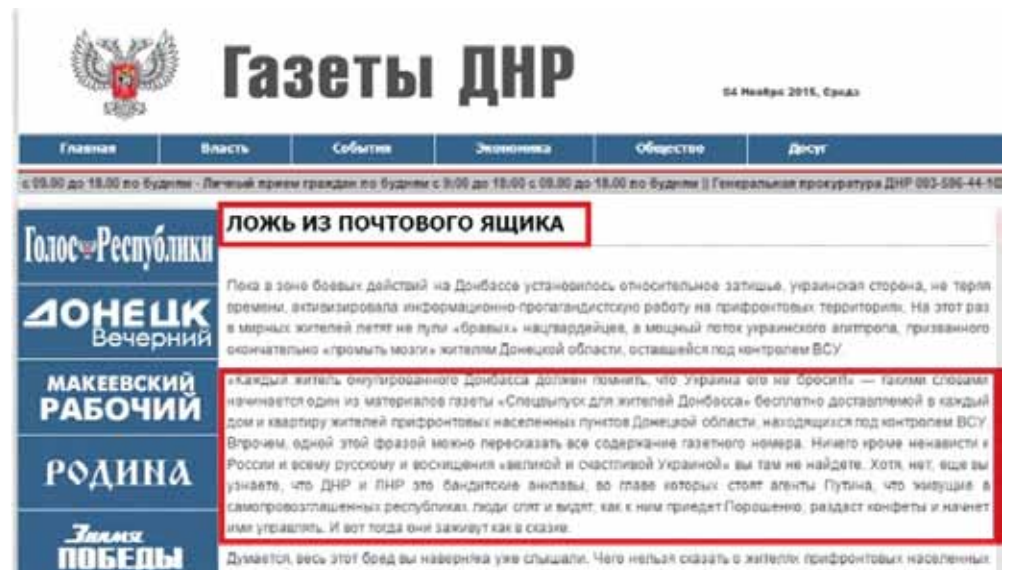 Газеты ДНР
04 Ноября 2015, Среда
Главная Власть События Экономика Общество Досуг
с 09.00 до 18.00 по будням - Личный прием граждан по будням с 9:00 до 18:00 с 09.00 до 18.00 по будням || Генеральная прокуратура ДНР
Голос Республики
ДОНЕЦК
Вечерний
МАКЕЕВСКИЙ
РАБОЧИЙ
РОДИНА
Знамя
ПОБЕДЫ
ЛОЖЬ ИЗ ПОЧТОВОГО ЯЩИКА
Пока в зоне боевых действий на Донбассе установилось относительное затишье, украинская сторона, не теряя
времени, активизировала информационно-пропагандистскую работу на прифронтовых территориях. На этот раз
в мирных жителей летят не пули «бравых» нацгвардейцев, а мощный поток украинского агитпропа, призванного
окончательно «промыть мозги» жителям Донецкой области, оставшейся под контролем ВСУ.
«Каждый житель оккупированного Донбасса должен помнить, что Украина его не бросит!» — такими словами
начинается один из материалов газеты «Спецвыпуск для жителей Донбасса» бесплатно доставляемой в каждый
дом и квартиру жителей прифронтовых населенных пунктов Донецкой области, находящихся под контролем ВСУ.
Впрочем, одной этой фразой можно пересказать все содержание газетного номера. Ничего кроме ненависти к
России и всему русскому и восхищения «великой и счастливой Украиной» вы там не найдете. Хотя, нет, еще вы
узнаете, что ДНР и ЛНР это бандитские анклавы, во главе которых стоят агенты Путина, что живущие в
самопровозглашенных республиках люди спят и видят, как к ним приедет Порошенко, раздаст конфеты и начнет
ими управлять. И вот тогда они заживут как в сказке.
Думается, весь этот бред вы наверняка уже слышали. Чего нельзя сказать о жителях прифронтовых населенных